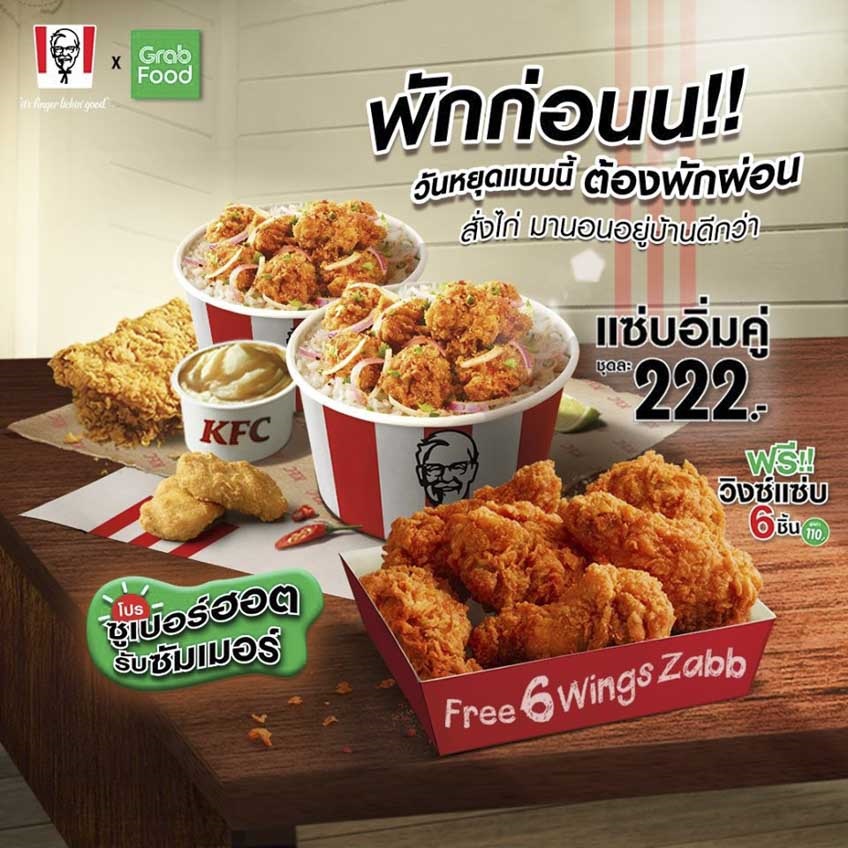 x
Grab
Food
"it's finger lickin' good."
พักก่อนน!!
วันหยุดแบบนี้ ต้องพักผ่อน
สั่งไก่ มานอนอยู่บ้านดีกว่า
แซ่บอิ่มคู่
ชุดละ 222.-
ฟรี!!
วิงซ์แซ่บ
6 ชิ้น
110.-
KFC
โปร
ซูเปอร์ฮอต
รับซัมเมอร์
Free 6 Wings Zabb